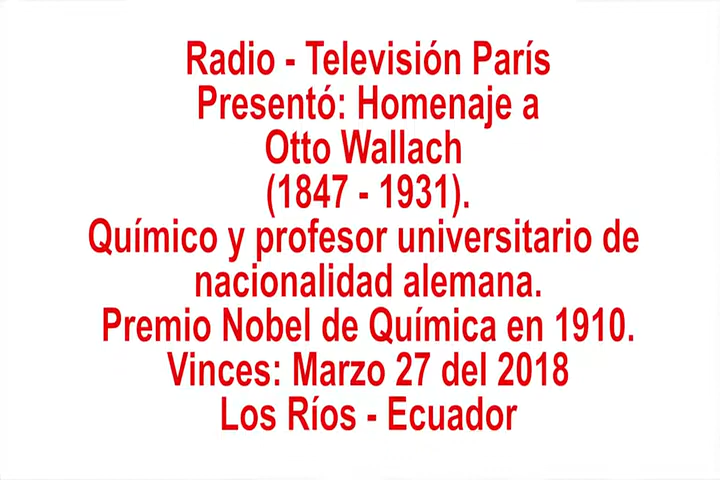 Radio - Televisión París
Presentó: Homenaje a
Otto Wallach
(1847 - 1931).
Químico y profesor universitario de
nacionalidad alemana.
Premio Nobel de Química en 1910.
Vinces: Marzo 27 del 2018
Los Ríos - Ecuador